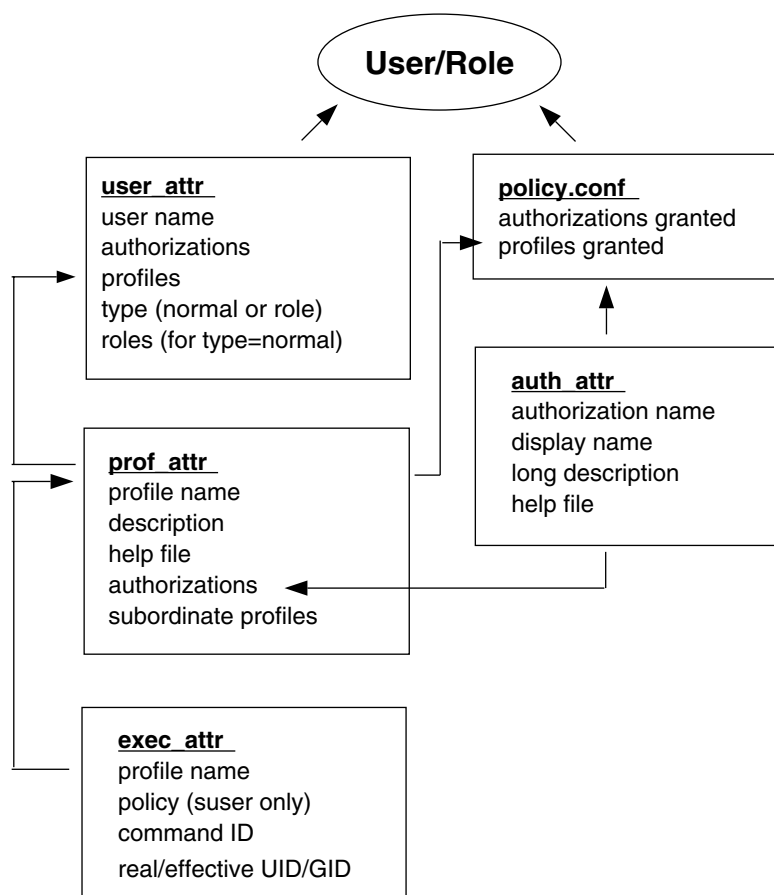 User/Role
user_attr
user name
authorizations
profiles
type (normal or role)
roles (for type=normal)
policy.conf
authorizations granted
profiles granted
auth_attr
authorization name
display name
long description
help file
prof_attr
profile name
description
help file
authorizations
subordinate profiles
exec_attr
profile name
policy (suser only)
command ID
real/effective UID/GID